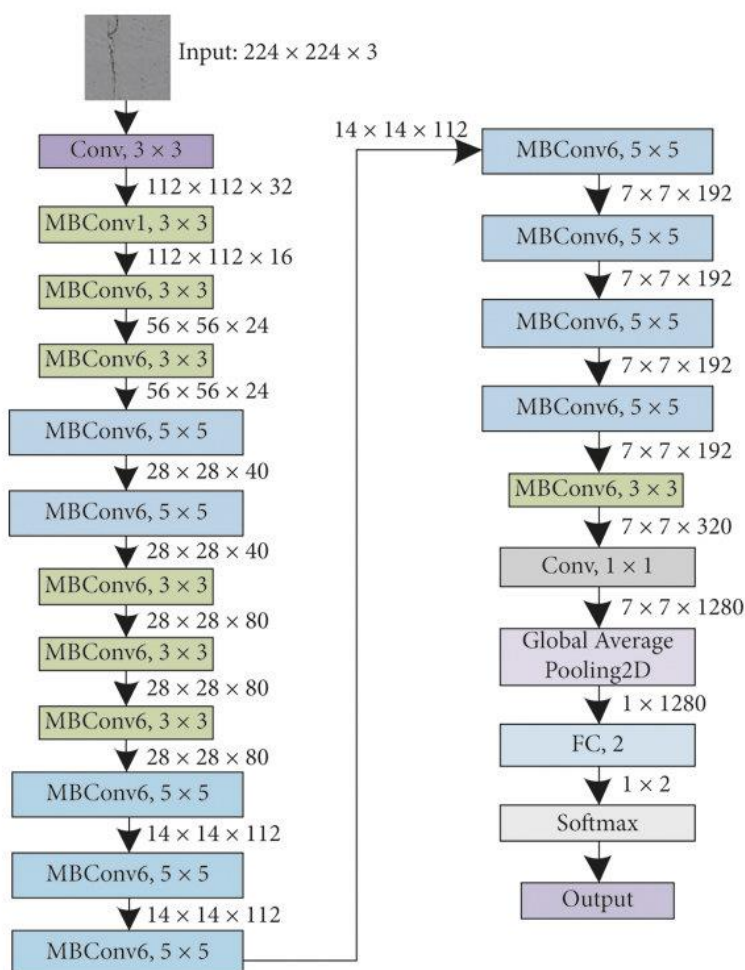 Input: 224 × 224 × 3
Conv, 3 × 3
112 × 112 × 32
MBConv1, 3 × 3
112 × 112 × 16
MBConv6, 3 × 3
56 × 56 × 24
MBConv6, 3 × 3
56 × 56 × 24
MBConv6, 5 × 5
28 × 28 × 40
MBConv6, 5 × 5
28 × 28 × 40
MBConv6, 3 × 3
28 × 28 × 80
MBConv6, 3 × 3
28 × 28 × 80
MBConv6, 3 × 3
28 × 28 × 80
MBConv6, 5 × 5
14 × 14 × 112
MBConv6, 5 × 5
14 × 14 × 112
MBConv6, 5 × 5
14 × 14 × 112
MBConv6, 5 × 5
7 × 7 × 192
MBConv6, 5 × 5
7 × 7 × 192
MBConv6, 5 × 5
7 × 7 × 192
MBConv6, 5 × 5
7 × 7 × 192
MBConv6, 3 × 3
7 × 7 × 320
Conv, 1 × 1
7 × 7 × 1280
Global Average
Pooling2D
1 × 1280
FC, 2
1 × 2
Softmax
Output